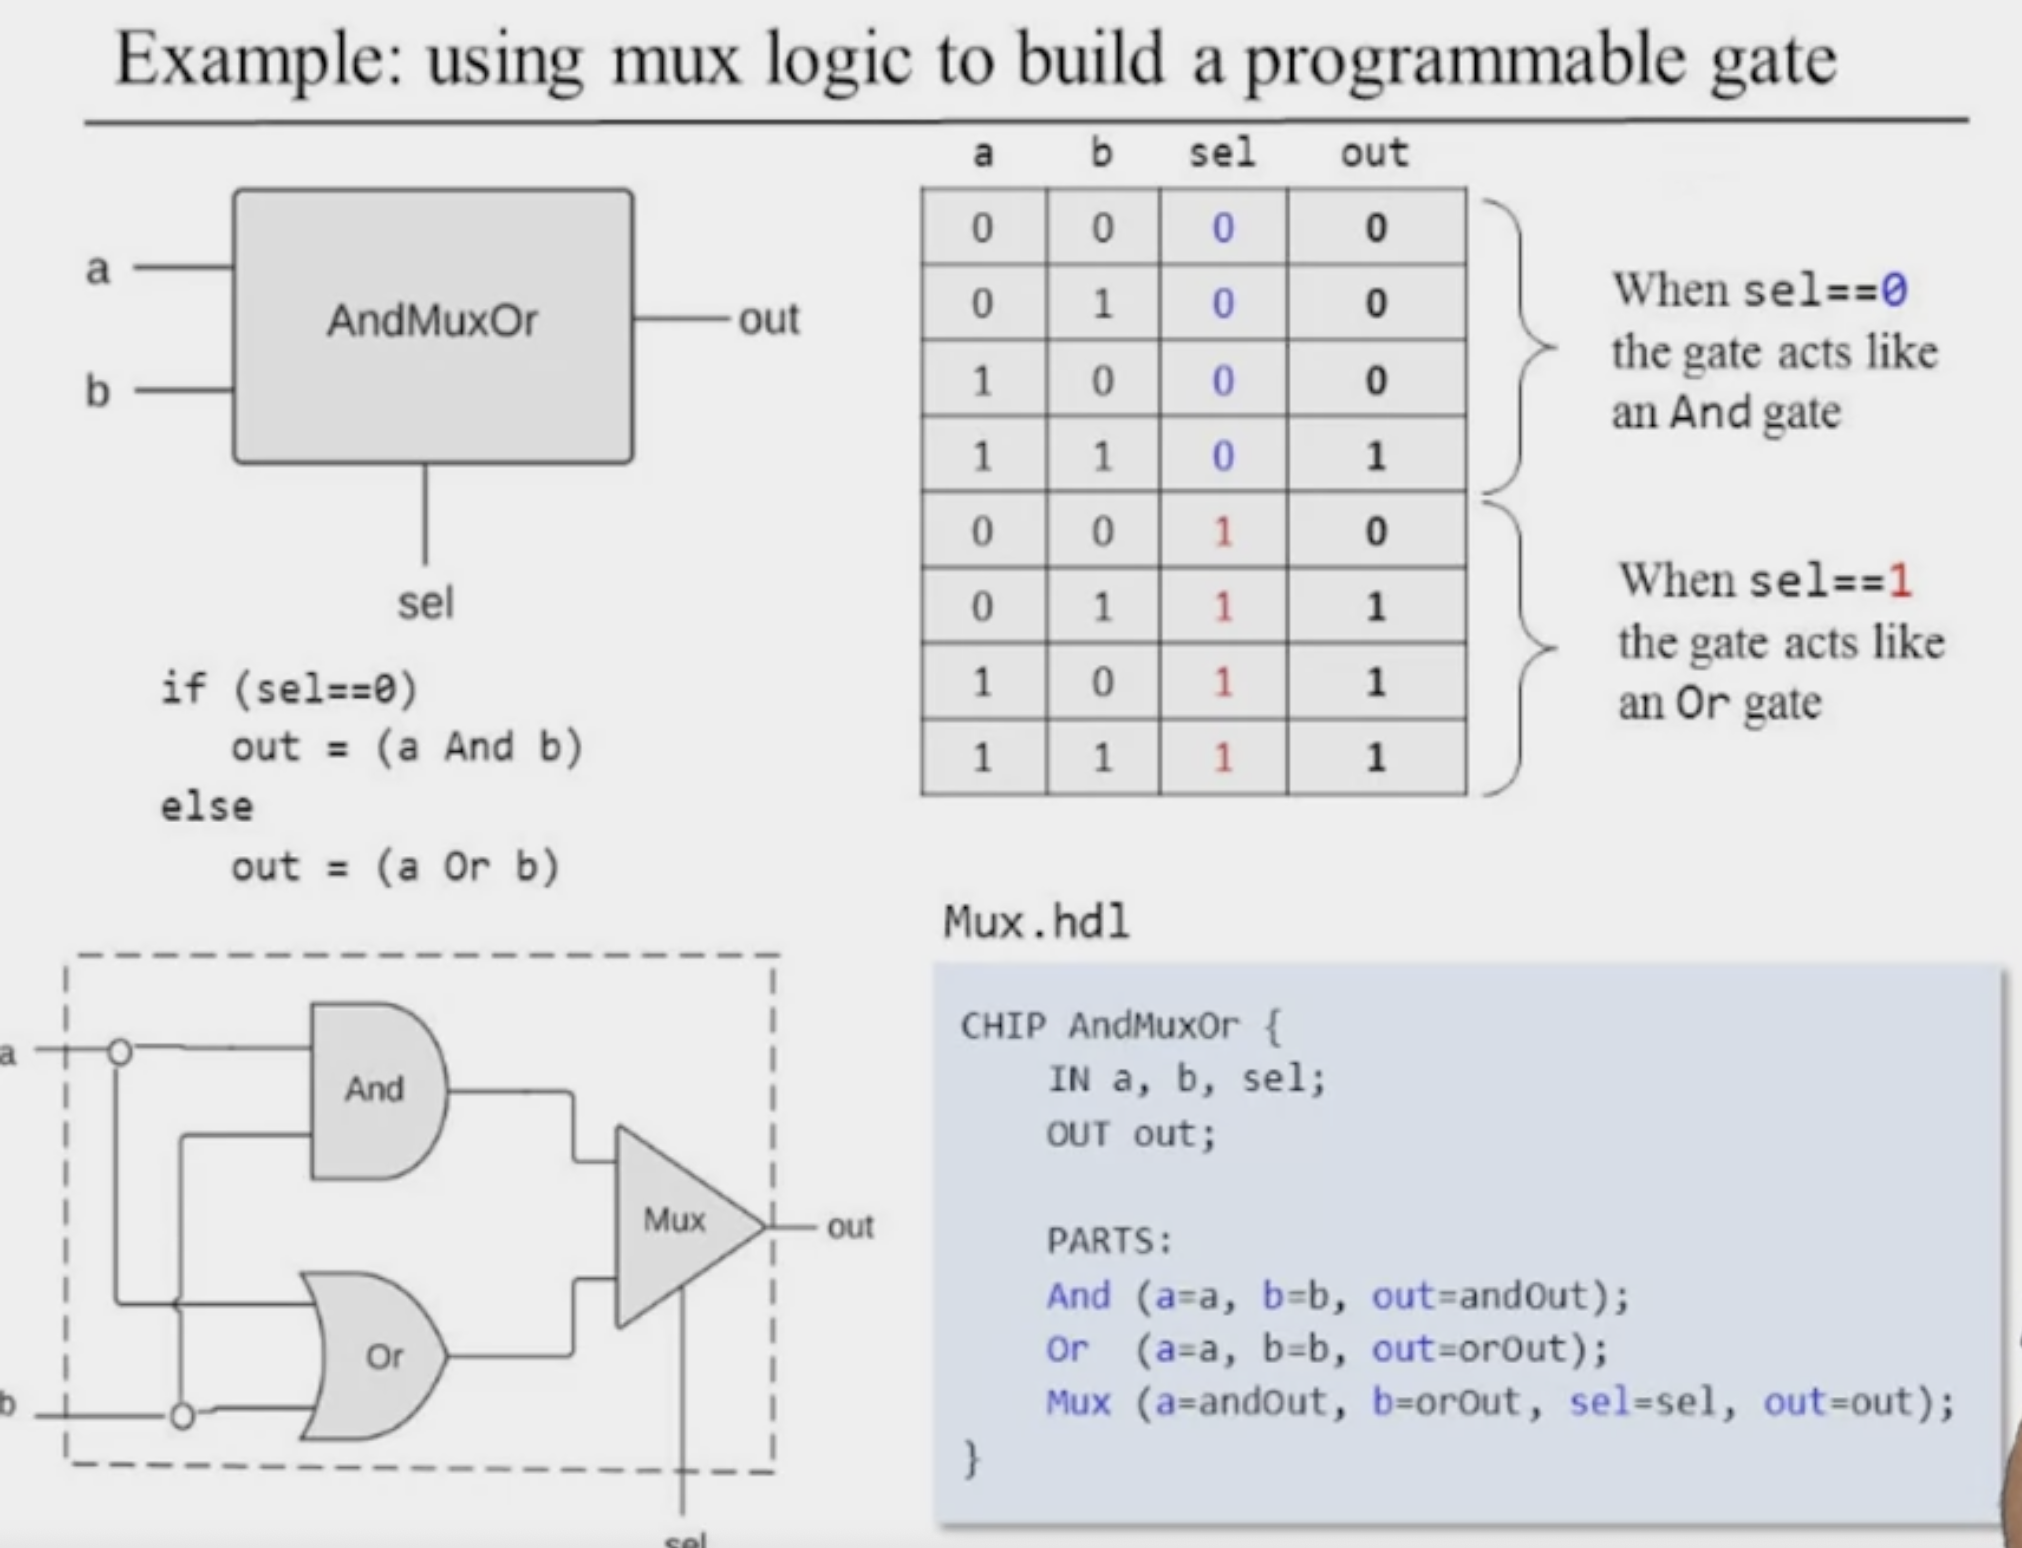 Example: using mux logic to build a programmable gate
a
b
AndMuxOr
out
sel
if (sel==0)
out = (a And b)
else
out = (a Or b)
a b sel out
0 0 0 0
0 1 0 0
1 0 0 0
1 1 0 1
0 0 1 0
0 1 1 1
1 0 1 1
1 1 1 1
When sel==0
the gate acts like
an And gate
When sel==1
the gate acts like
an Or gate
a
b
And
Or
Mux
out
sel
Mux.hdl
CHIP AndMuxOr {
IN a, b, sel;
OUT out;
PARTS:
And (a=a, b=b, out=andOut);
Or (a=a, b=b, out=orOut);
Mux (a=andOut, b=orOut, sel=sel, out=out);
}